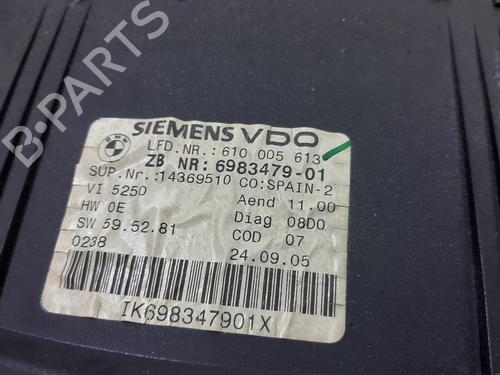 B-PARTS
BMW
SIEMENS VDO
LFD.NR.:610 005 613
ZB NR:6983479-01
SUP.Nr.:14369510 CO:SPAIN-2
VI 5250 Aend 11.00
HW 0E Diag 08D0
SW 59.52.81 COD 07
0238 24.09.05
IK698347901X